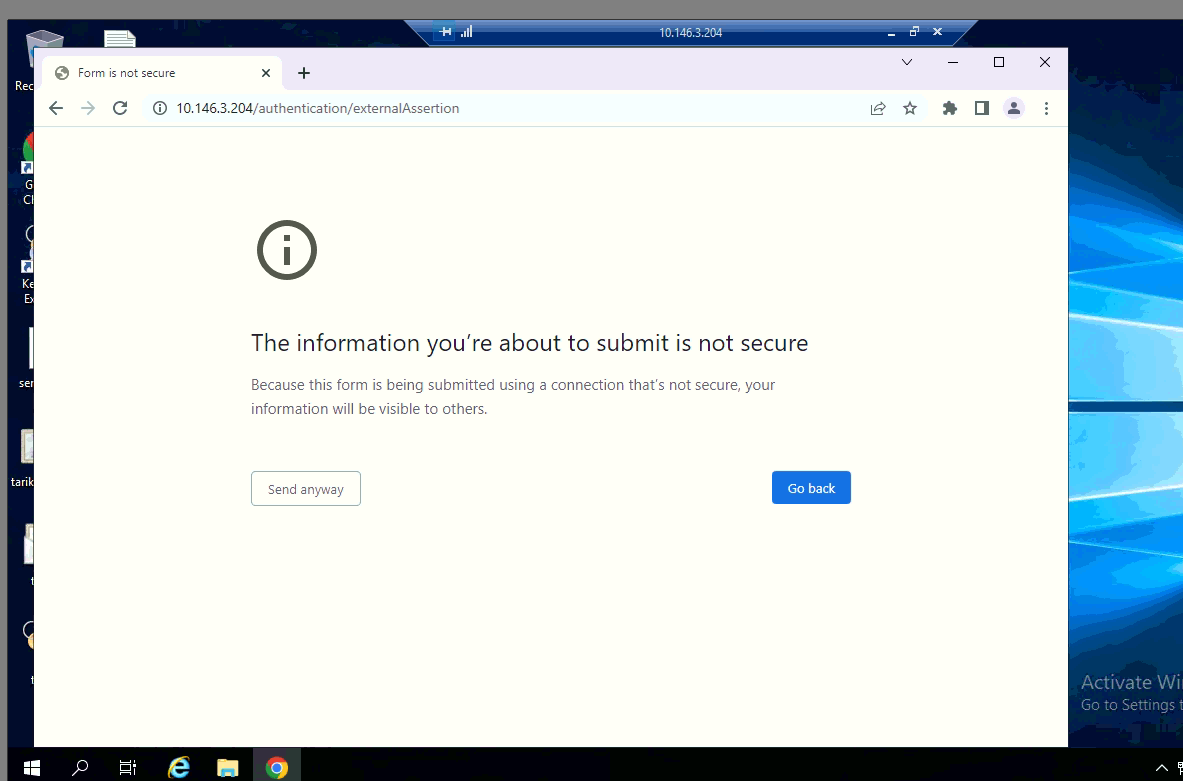 10.146.3.204
Form is not secure
10.146.3.204/authentication/externalAssertion
The information you're about to submit is not secure
Because this form is being submitted using a connection that's not secure, your
information will be visible to others.
Send anyway
Go back
Activate Wi
Go to Settings t
Rec
G
Cl
Ke
Ex
ser
tarik
t
t